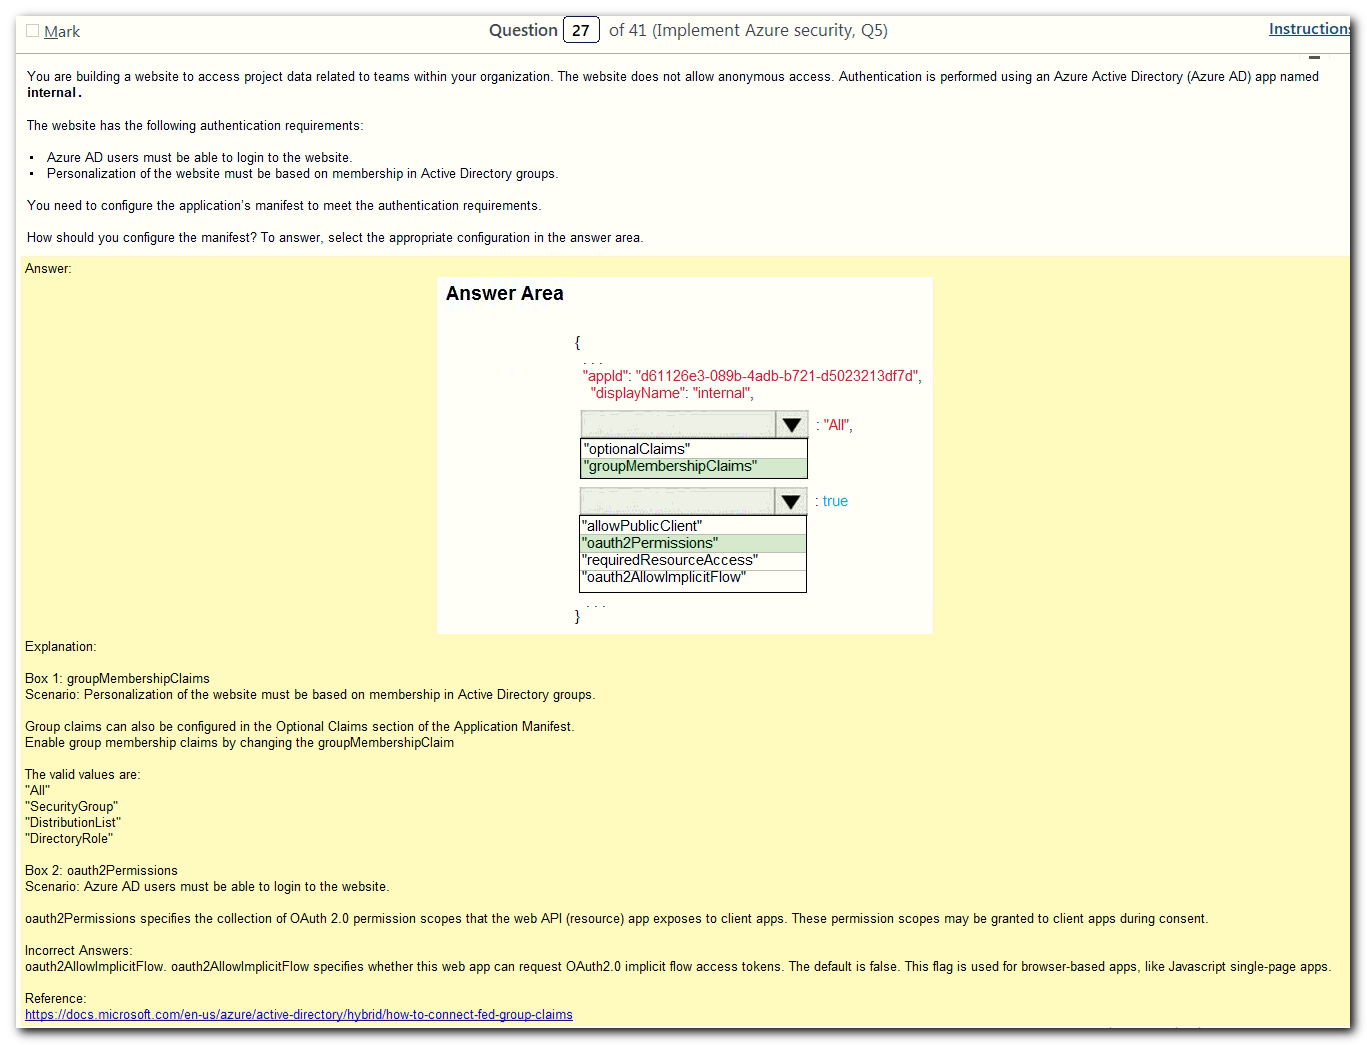 Mark
Question 27 of 41 (Implement Azure security, Q5)
Instructions
You are building a website to access project data related to teams within your organization. The website does not allow anonymous access. Authentication is performed using an Azure Active Directory (Azure AD) app named
internal .
The website has the following authentication requirements:
▪ Azure AD users must be able to login to the website.
▪ Personalization of the website must be based on membership in Active Directory groups.
You need to configure the application's manifest to meet the authentication requirements.
How should you configure the manifest? To answer, select the appropriate configuration in the answer area.
Answer:
Answer Area
{
. . .
"appId": "d61126e3-089b-4adb-b721-d5023213df7d",
"displayName": "internal",
: "All",
"optionalClaims"
"groupMembershipClaims"
: true
"allowPublicClient"
"oauth2Permissions"
"requiredResourceAccess"
"oauth2AllowImplicitFlow"
. . .
}
Explanation:
Box 1: groupMembershipClaims
Scenario: Personalization of the website must be based on membership in Active Directory groups.
Group claims can also be configured in the Optional Claims section of the Application Manifest.
Enable group membership claims by changing the groupMembershipClaim
The valid values are:
"All"
"SecurityGroup"
"DistributionList"
"DirectoryRole"
Box 2: oauth2Permissions
Scenario: Azure AD users must be able to login to the website.
oauth2Permissions specifies the collection of OAuth 2.0 permission scopes that the web API (resource) app exposes to client apps. These permission scopes may be granted to client apps during consent.
Incorrect Answers:
oauth2AllowImplicitFlow. oauth2AllowImplicitFlow specifies whether this web app can request OAuth2.0 implicit flow access tokens. The default is false. This flag is used for browser-based apps, like Javascript single-page apps.
Reference:
https://docs.microsoft.com/en-us/azure/active-directory/hybrid/how-to-connect-fed-group-claims